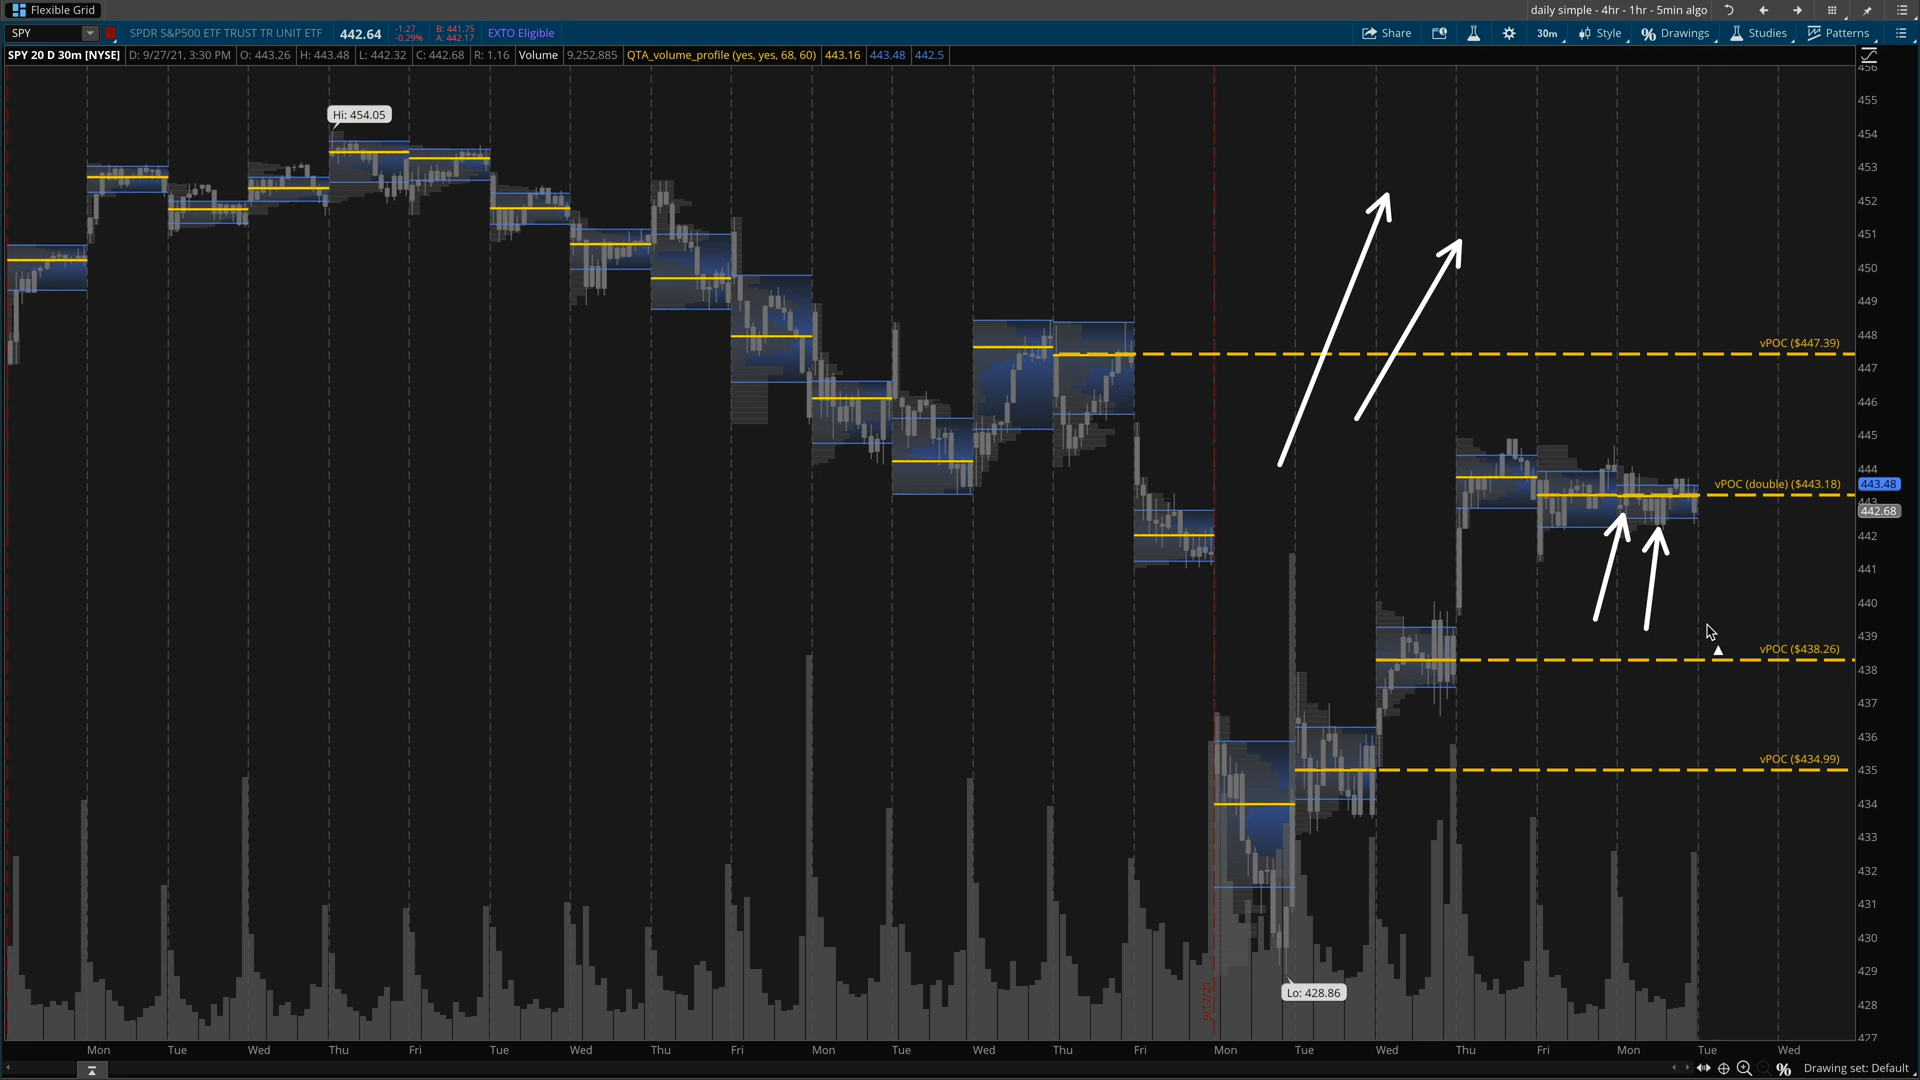 Flexible Grid
daily simple - 4hr - 1hr - 5min algo
SPY
SPDR S&P500 ETF TRUST TR UNIT ETF
442.64
-1.27
-0.29%
B: 441.75
A: 442.17
EXTO Eligible
Share
30m
Style
Drawings
Studies
Patterns
SPY 20 D 30m [NYSE]
D: 9/27/21, 3:30 PM
O: 443.26
H: 443.48
L: 442.32
C: 442.68
R: 1.16
Volume
9,252,885
QTA_volume_profile (yes, yes, 68, 60)
443.16
443.48
442.5
456
455
Hi: 454.05
454
453
452
451
450
449
448
vPOC ($447.39)
447
446
445
444
vPOC (double) ($443.18)
443.48
443
442.68
442
441
440
439
vPOC ($438.26)
438
437
436
vPOC ($434.99)
435
434
433
432
431
430
429
Lo: 428.86
428
9/17/21
427
Mon Tue Wed Thu Fri Tue Wed Thu Fri Mon Tue Wed Thu Fri Mon Tue Wed Thu Fri Mon Tue Wed
Drawing set: Default